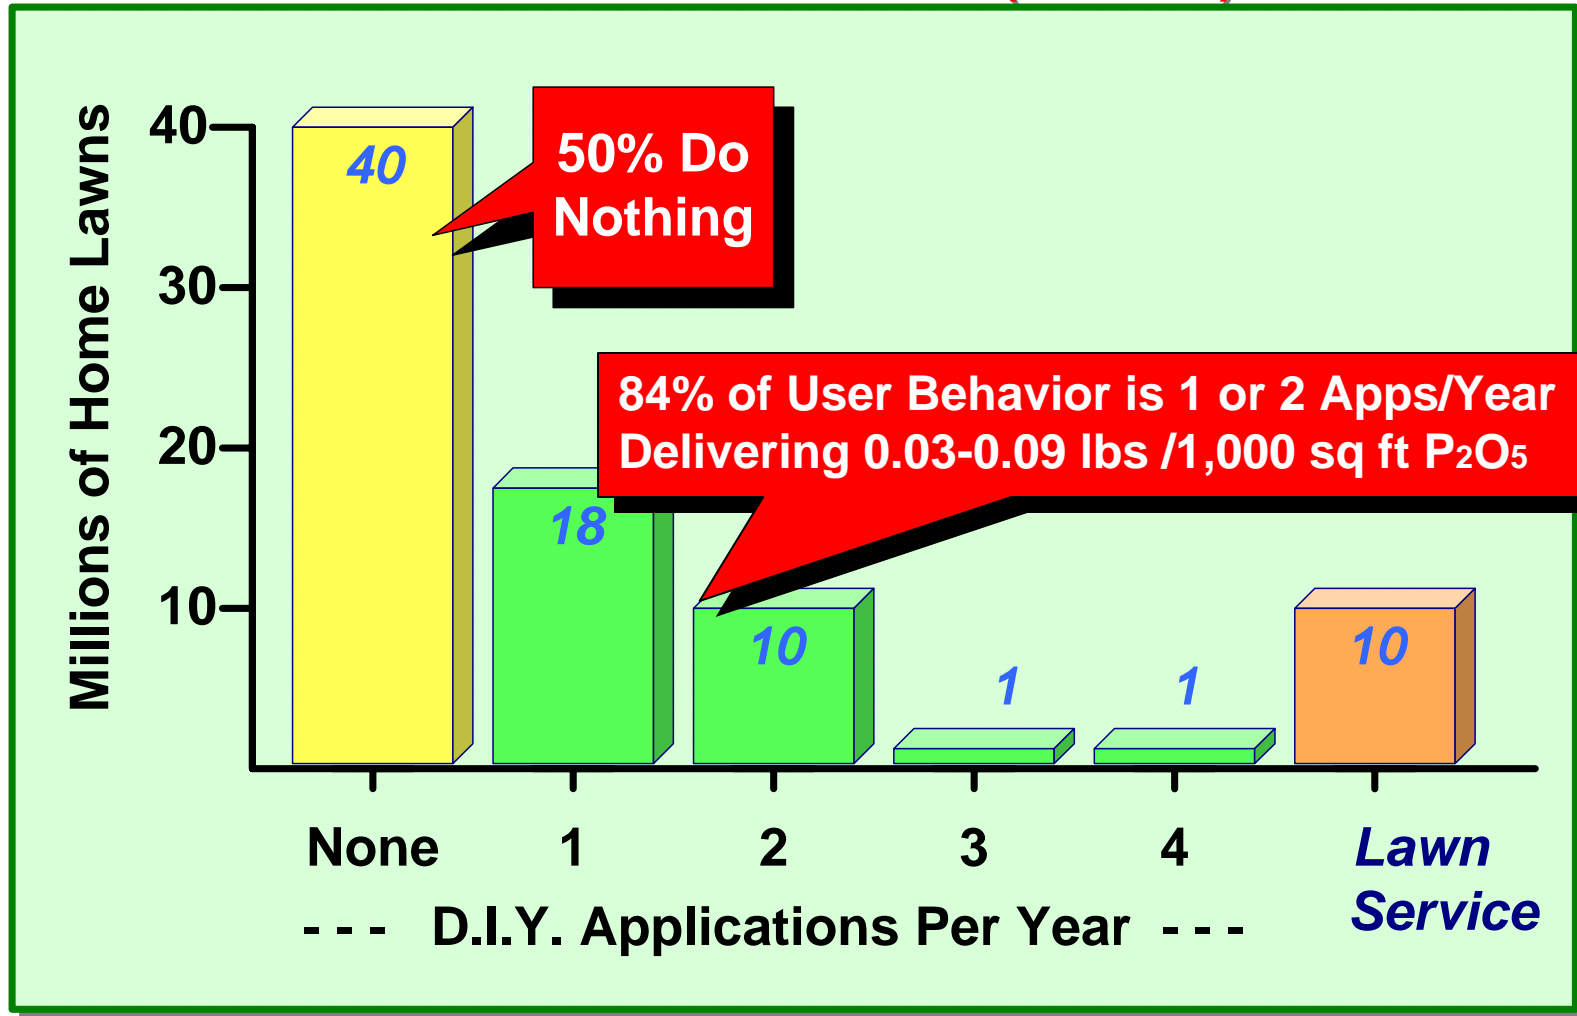 Millions of Home Lawns
40
30
20
10
40
50% Do
Nothing
84% of User Behavior is 1 or 2 Apps/Year
Delivering 0.03-0.09 lbs /1,000 sq ft P₂O₅
18
10
1
1
10
None 1 2 3 4 Lawn
Service
--- D.I.Y. Applications Per Year ---